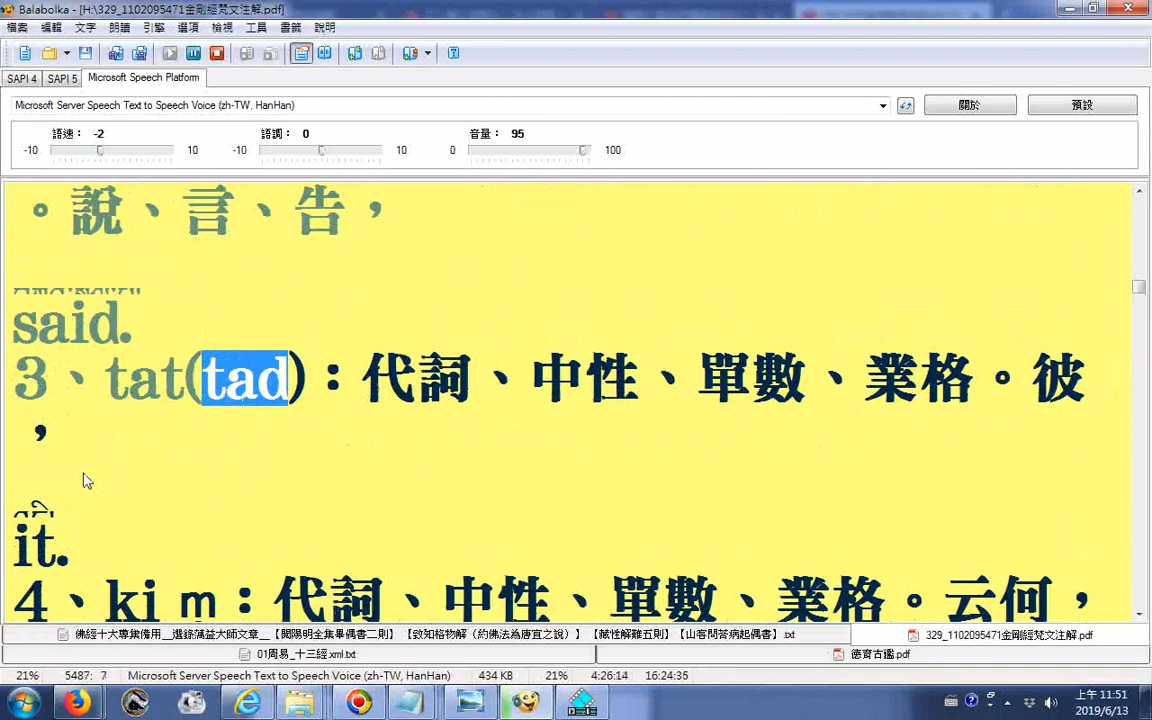 Balabolka - [H:\329_1102095471金剛經梵文注解.pdf]
檔案 編輯 文字 朗讀 引擎 選項 檢視 工具 書籤 說明
SAPI 4 SAPI 5 Microsoft Speech Platform
Microsoft Server Speech Text to Speech Voice (zh-TW, HanHan) 關於 預設
語速： -2 語調： 0 音量： 95
-10 10 -10 10 0 100
。說、言、告，
said.
3、tat(tad)：代詞、中性、單數、業格。彼
，
it.
4、kim：代詞、中性、單數、業格。云何，
329_1102095471金剛經梵文注解.pdf
01周易_十三經.xml.txt 德育古鑑.pdf
21% 5487: 7 Microsoft Server Speech Text to Speech Voice (zh-TW, HanHan) 434 KB 21% 4:26:14 16:24:35
上午 11:51
2019/6/13